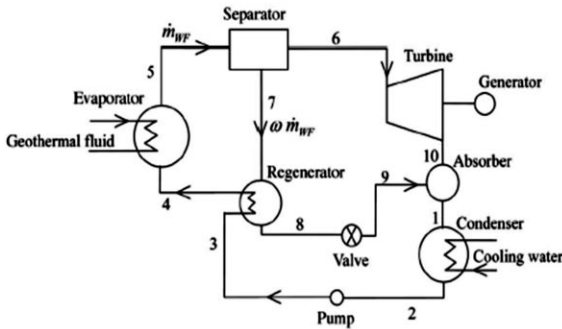 Separator
ṁWF
6
Turbine
5
Generator
Evaporator
7
ω ṁWF
Geothermal fluid
10
Absorber
Regenerator
9
4
8
1
Condenser
3
Valve
Cooling water
Pump
2